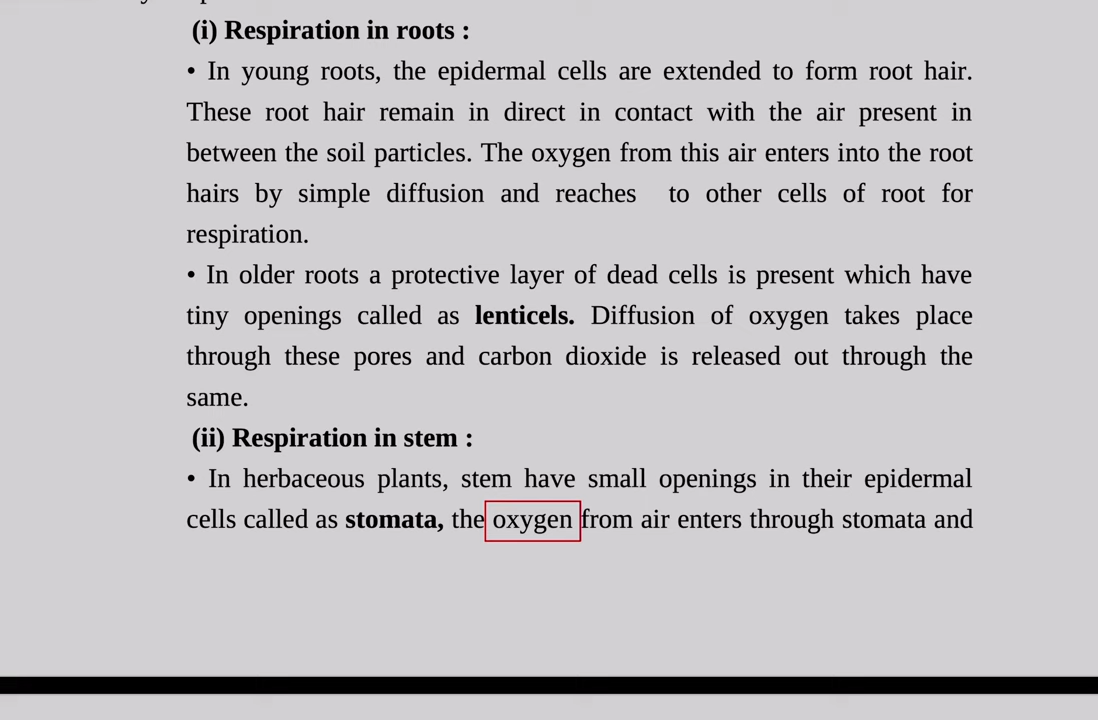 (i) Respiration in roots :
• In young roots, the epidermal cells are extended to form root hair.
These root hair remain in direct in contact with the air present in
between the soil particles. The oxygen from this air enters into the root
hairs by simple diffusion and reaches to other cells of root for
respiration.
• In older roots a protective layer of dead cells is present which have
tiny openings called as lenticels. Diffusion of oxygen takes place
through these pores and carbon dioxide is released out through the
same.
(ii) Respiration in stem :
• In herbaceous plants, stem have small openings in their epidermal
cells called as stomata, the oxygen from air enters through stomata and